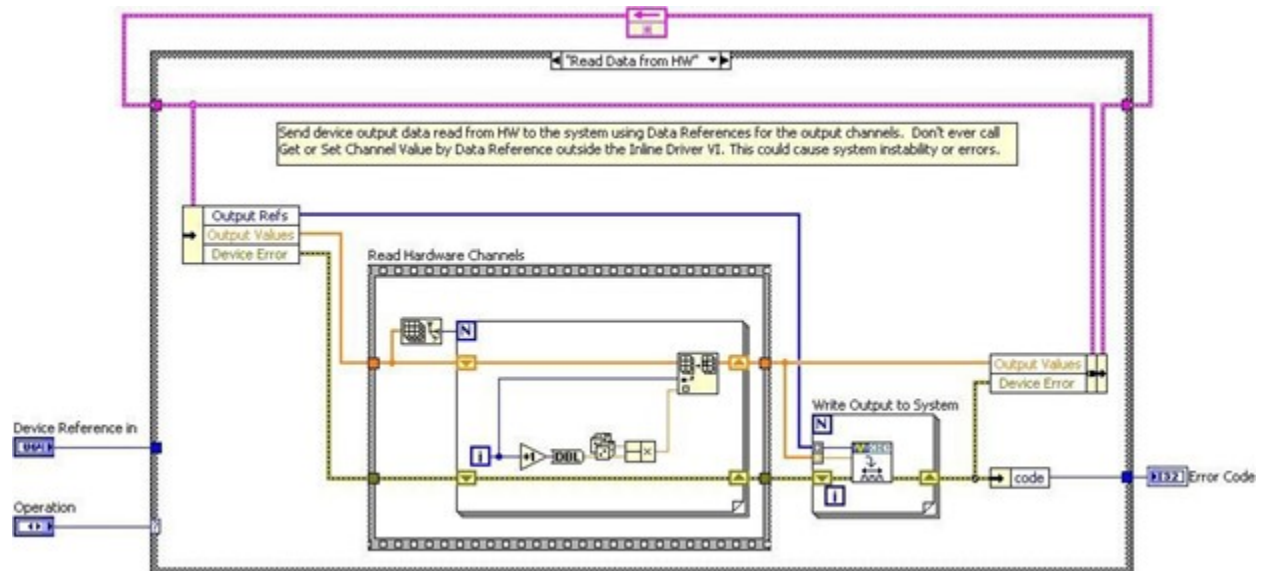 "Read Data from HW"
Send device output data read from HW to the system using Data References for the output channels. Don't ever call
Get or Set Channel Value by Data Reference outside the Inline Driver VI. This could cause system instability or errors.
Output Refs
Output Values
Device Error
Read Hardware Channels
N
i
+1
DBL
Write Output to System
N
i
Output Values
Device Error
code
Device Reference in
I/O
Operation
?
I32
Error Code